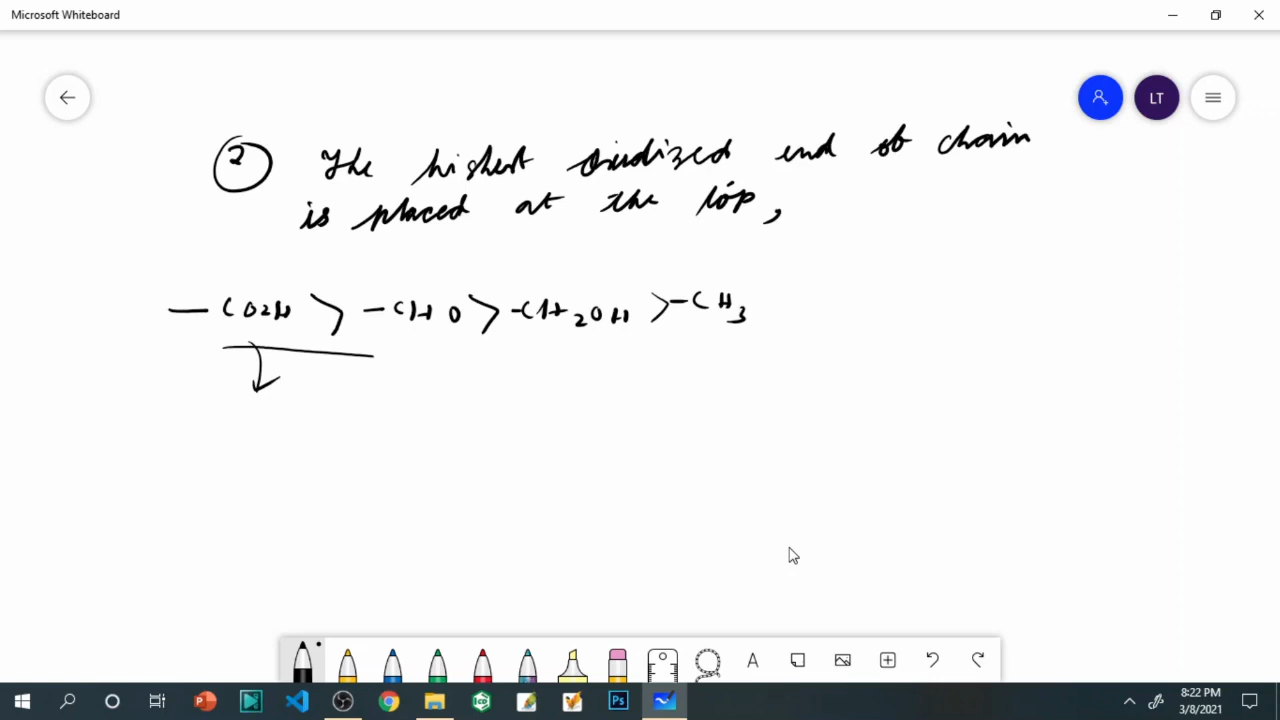 Microsoft Whiteboard
LT
② The highest oxidized end of chain
is placed at the top,
— CO2H > -CHO > -CH2OH > -CH3
A
Ps
8:22 PM
3/8/2021